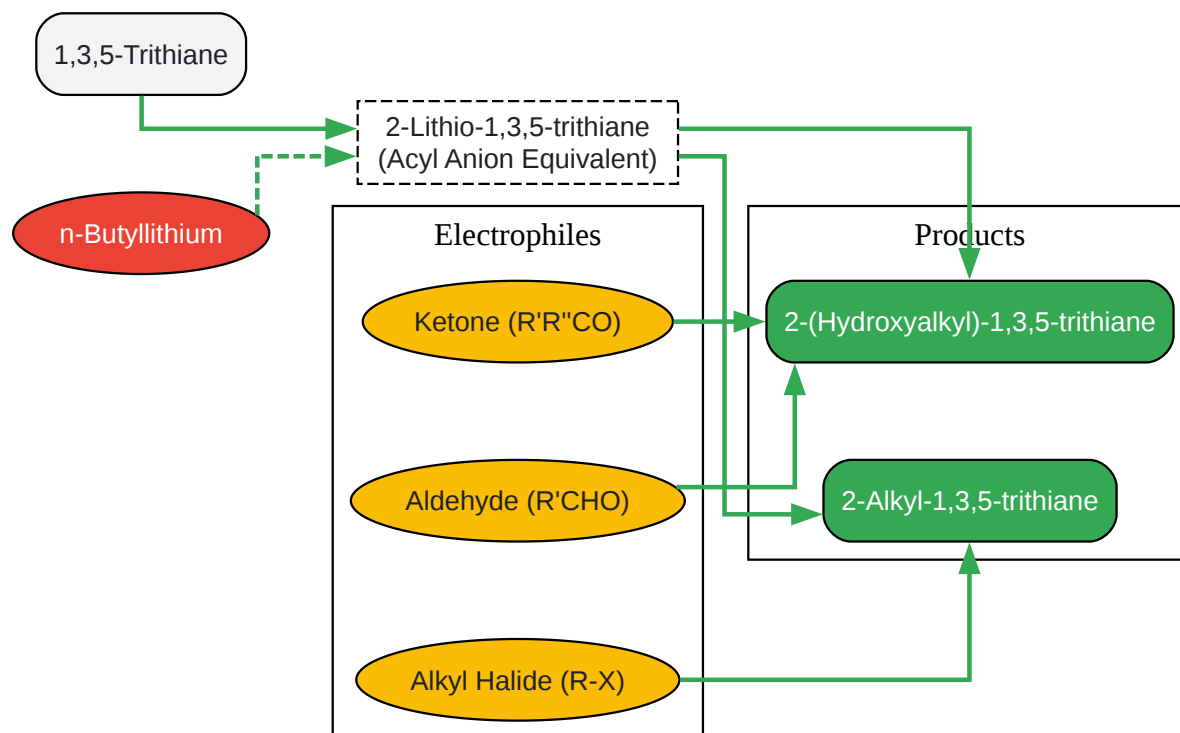 1,3,5-Trithiane
2-Lithio-1,3,5-trithiane
(Acyl Anion Equivalent)
n-Butyllithium
Electrophiles
Products
Ketone (R'R"CO)
2-(Hydroxyalkyl)-1,3,5-trithiane
Aldehyde (R'CHO)
2-Alkyl-1,3,5-trithiane
Alkyl Halide (R-X)